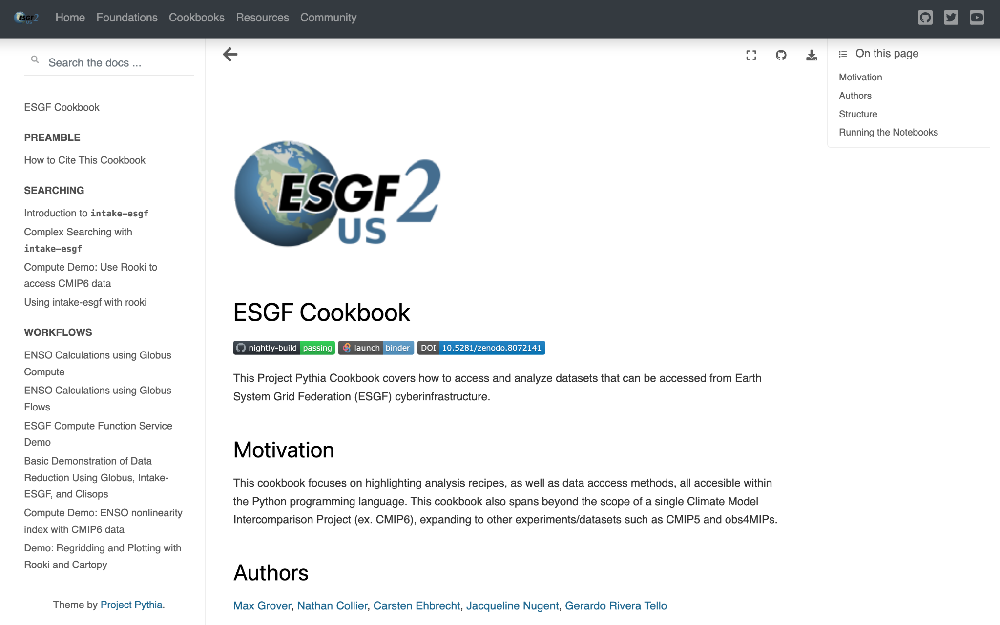 ESGF2 US Home Foundations Cookbooks Resources Community
Search the docs ...
ESGF Cookbook
PREAMBLE
How to Cite This Cookbook
SEARCHING
Introduction to intake-esgf
Complex Searching with
intake-esgf
Compute Demo: Use Rooki to
access CMIP6 data
Using intake-esgf with rooki
WORKFLOWS
ENSO Calculations using Globus
Compute
ENSO Calculations using Globus
Flows
ESGF Compute Function Service
Demo
Basic Demonstration of Data
Reduction Using Globus, Intake-
ESGF, and Clisops
Compute Demo: ENSO nonlinearity
index with CMIP6 data
Demo: Regridding and Plotting with
Rooki and Cartopy
Theme by Project Pythia.
ESGF 2
US
ESGF Cookbook
nightly-build passing launch binder DOI 10.5281/zenodo.8072141
This Project Pythia Cookbook covers how to access and analyze datasets that can be accessed from Earth
System Grid Federation (ESGF) cyberinfrastructure.
Motivation
This cookbook focuses on highlighting analysis recipes, as well as data acccess methods, all accesible within
the Python programming language. This cookbook also spans beyond the scope of a single Climate Model
Intercomparison Project (ex. CMIP6), expanding to other experiments/datasets such as CMIP5 and obs4MIPs.
Authors
Max Grover, Nathan Collier, Carsten Ehbrecht, Jacqueline Nugent, Gerardo Rivera Tello
On this page
Motivation
Authors
Structure
Running the Notebooks